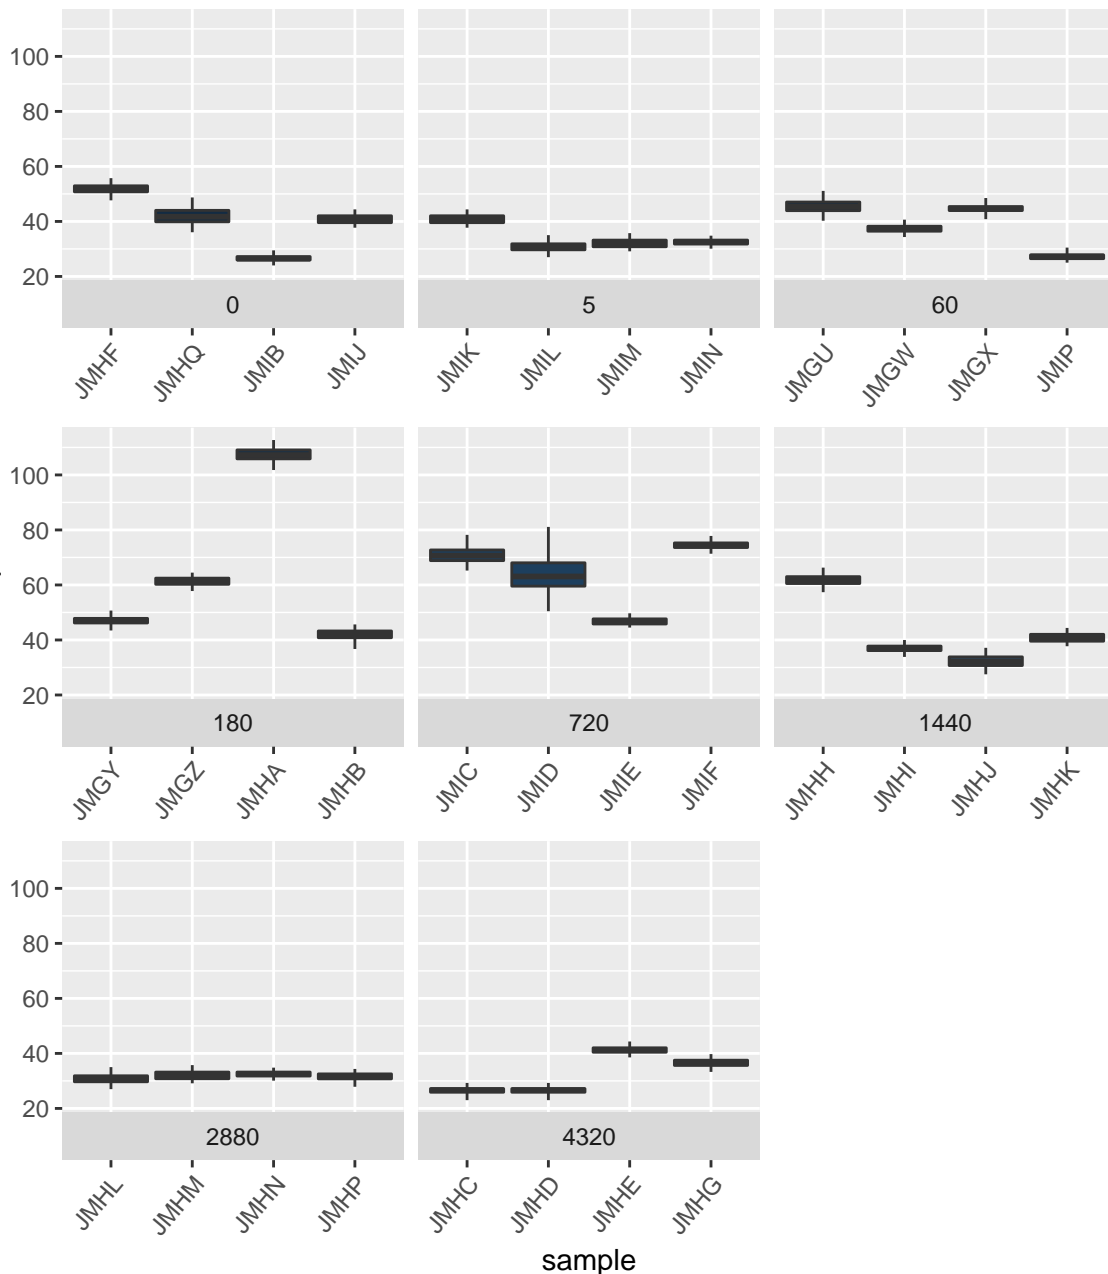 100
80
60
40
20
0 5 60
JMHF JMHQ JMIB JMIJ JMIK JMIL JMIM JMIN JMGU JMGW JMGX JMIP
100
80
60
40
20
180 720 1440
JMGY JMGZ JMHA JMHB JMIC JMID JMIE JMIF JMHH JMHI JMHJ JMHK
100
80
60
40
20
2880 4320
JMHL JMHM JMHN JMHP JMHC JMHD JMHE JMHG
sample